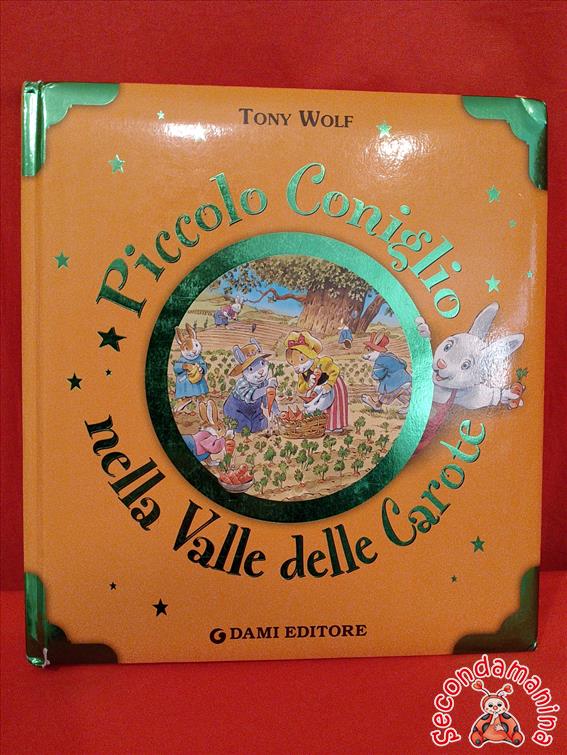 TONY WOLF
Piccolo Coniglio
nella Valle delle Carote
DAMI EDITORE
secondamanina